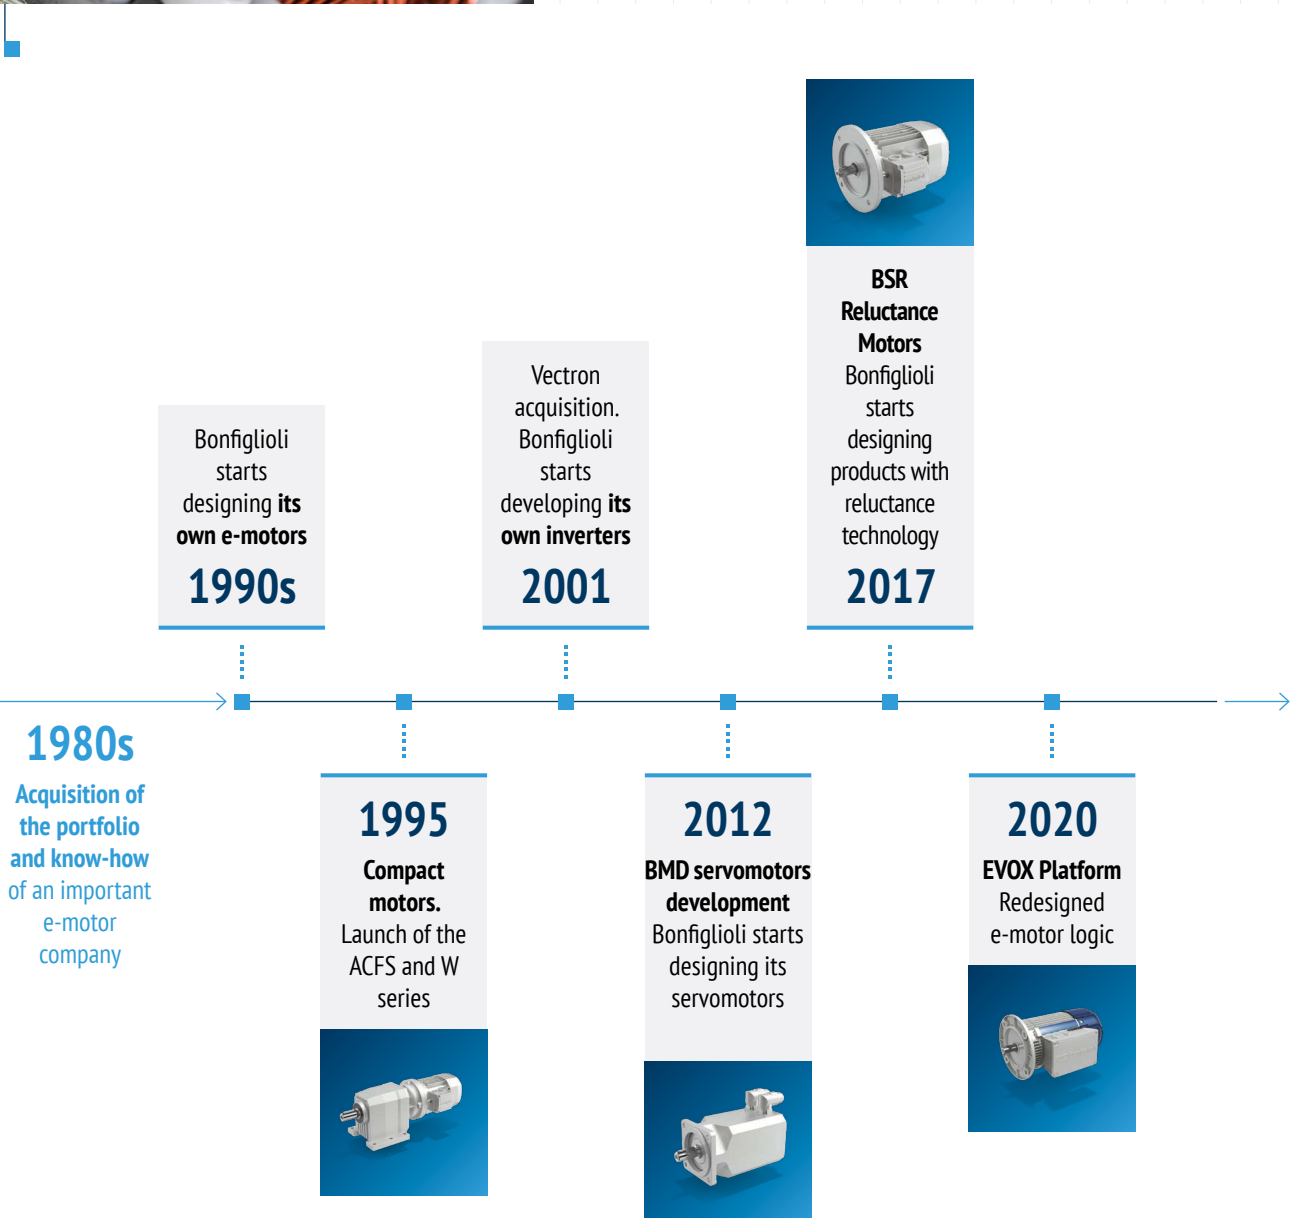 1980s
Acquisition of
the portfolio
and know-how
of an important
e-motor
company
Bonfiglioli
starts
designing its
own e-motors
1990s
1995
Compact
motors.
Launch of the
ACFS and W
series
Vectron
acquisition.
Bonfiglioli
starts
developing its
own inverters
2001
2012
BMD servomotors
development
Bonfiglioli starts
designing its
servomotors
BSR
Reluctance
Motors
Bonfiglioli
starts
designing
products with
reluctance
technology
2017
2020
EVOX Platform
Redesigned
e-motor logic